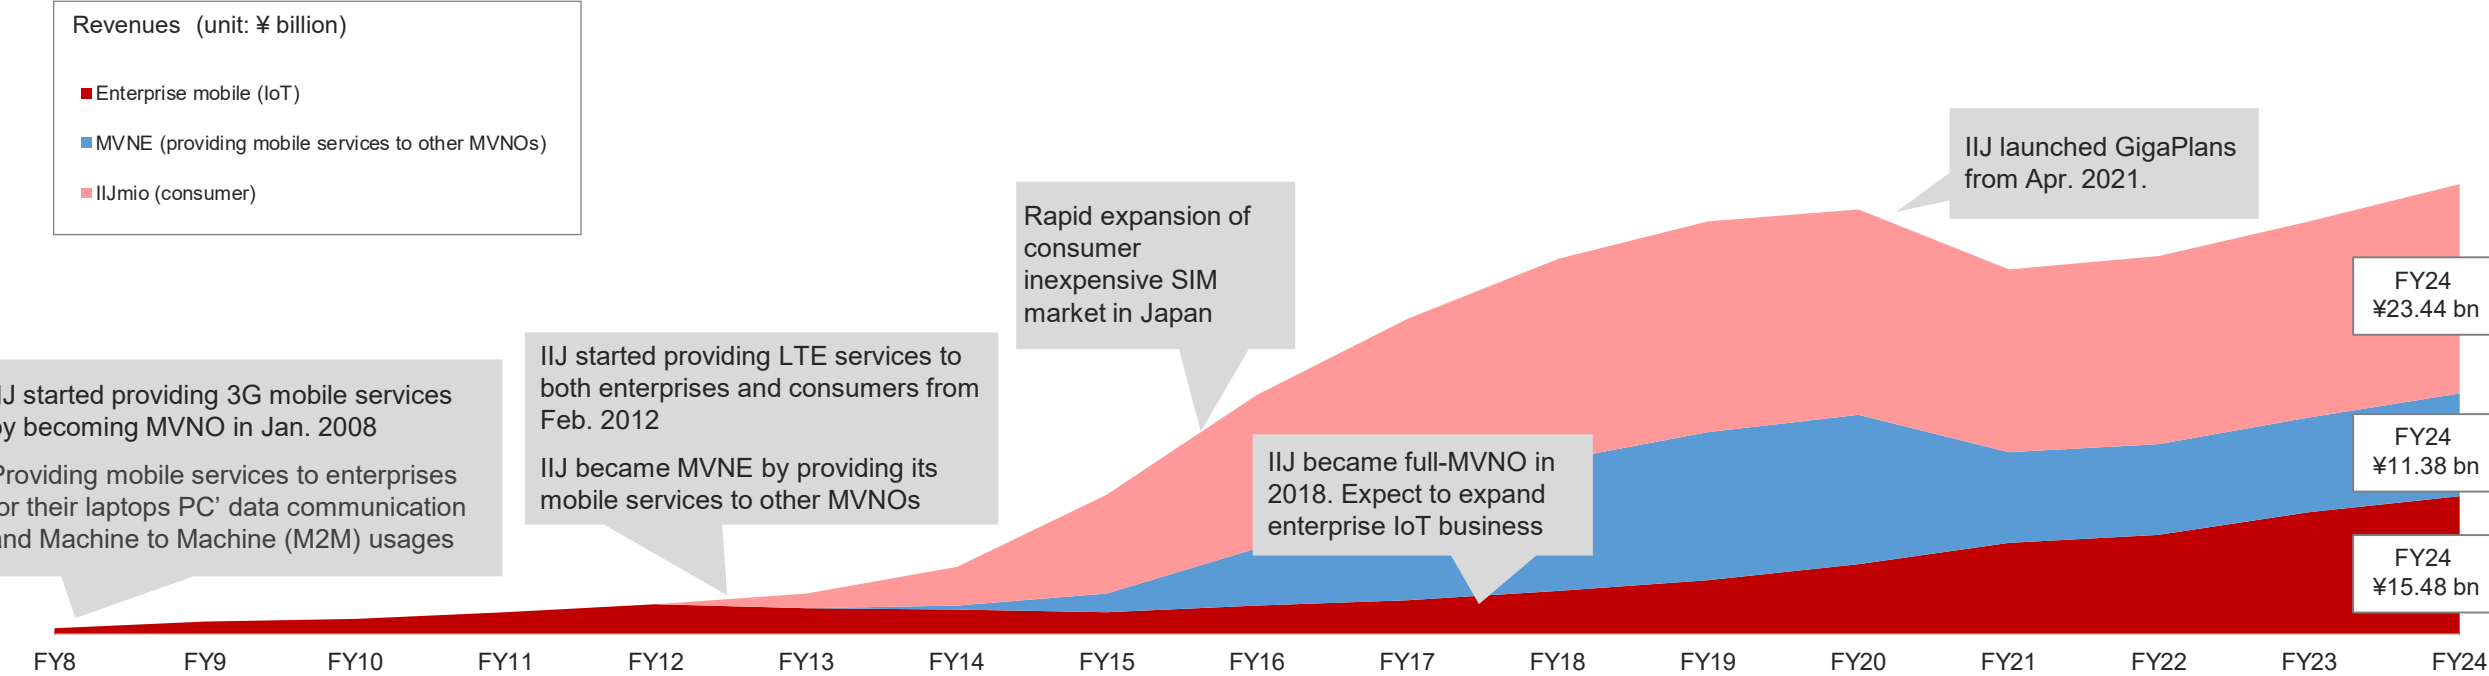 Revenues (unit: ¥ billion)
Enterprise mobile (IoT)
MVNE (providing mobile services to other MVNOs)
IIJmio (consumer)
IIJ launched GigaPlans
from Apr. 2021.
Rapid expansion of
consumer
inexpensive SIM
market in Japan
FY24
¥23.44 bn
IIJ started providing LTE services to
both enterprises and consumers from
Feb. 2012
IIJ became MVNE by providing its
mobile services to other MVNOs
IJ started providing 3G mobile services
by becoming MVNO in Jan. 2008
Providing mobile services to enterprises
or their laptops PC’ data communication
and Machine to Machine (M2M) usages
IIJ became full-MVNO in
2018. Expect to expand
enterprise IoT business
FY24
¥11.38 bn
FY24
¥15.48 bn
FY8 FY9 FY10 FY11 FY12 FY13 FY14 FY15 FY16 FY17 FY18 FY19 FY20 FY21 FY22 FY23 FY24